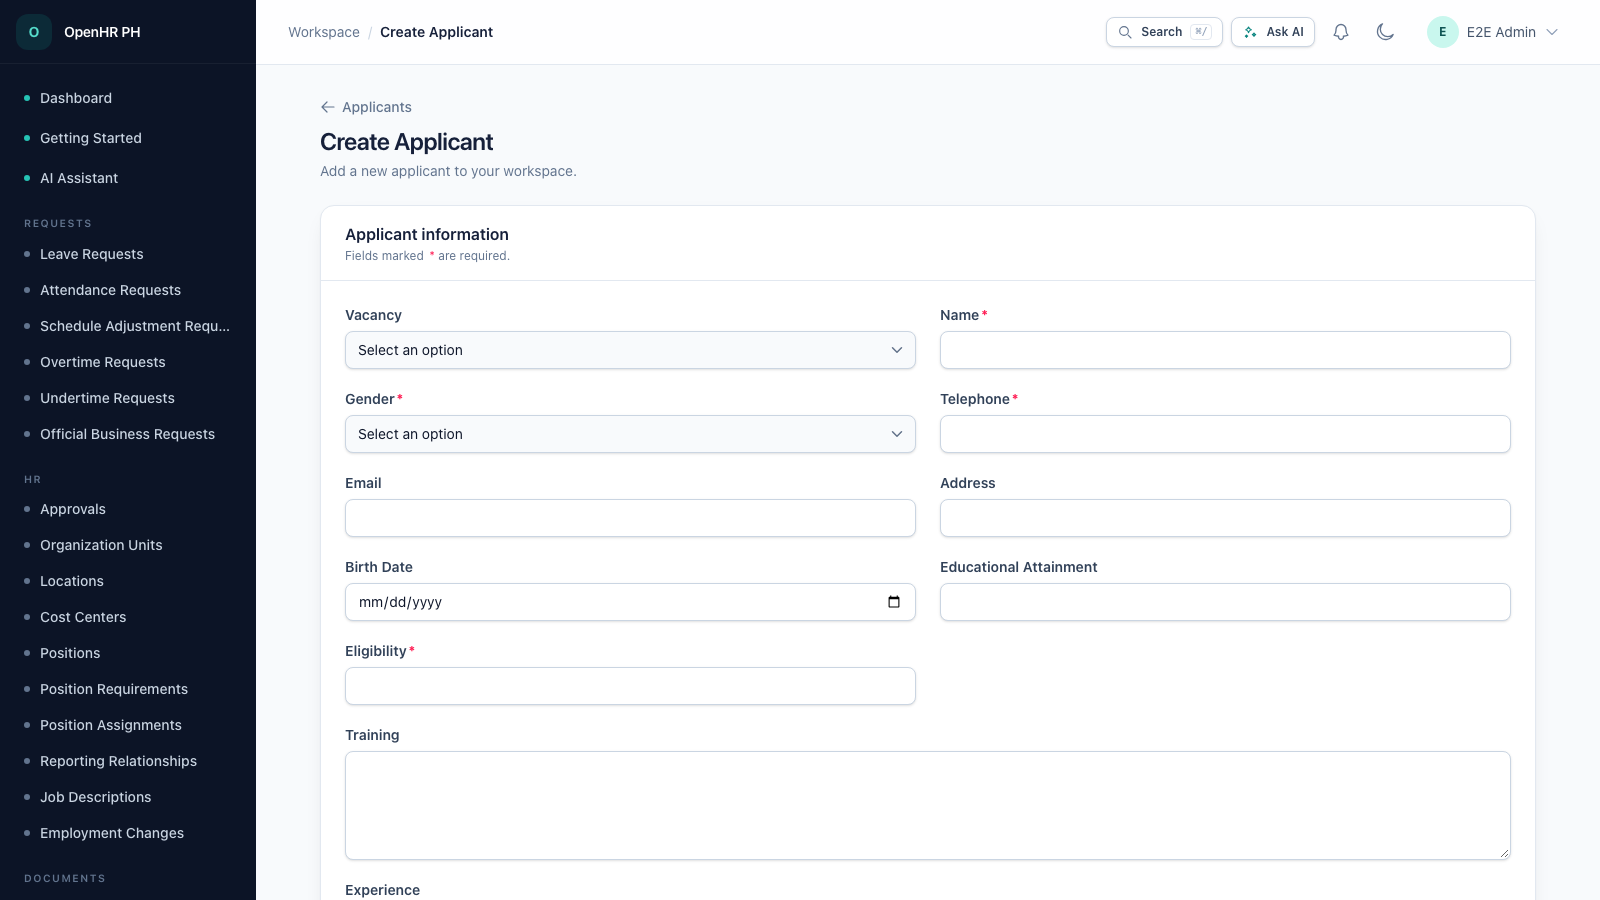 O
OpenHR PH
Dashboard
Getting Started
AI Assistant
REQUESTS
Leave Requests
Attendance Requests
Schedule Adjustment Requ...
Overtime Requests
Undertime Requests
Official Business Requests
HR
Approvals
Organization Units
Locations
Cost Centers
Positions
Position Requirements
Position Assignments
Reporting Relationships
Job Descriptions
Employment Changes
DOCUMENTS
Workspace / Create Applicant
Search ⌘/
Ask AI
E
E2E Admin
Applicants
Create Applicant
Add a new applicant to your workspace.
Applicant information
Fields marked * are required.
Vacancy
Select an option
Name*
Gender*
Select an option
Telephone*
Email
Address
Birth Date
mm/dd/yyyy
Educational Attainment
Eligibility*
Training
Experience